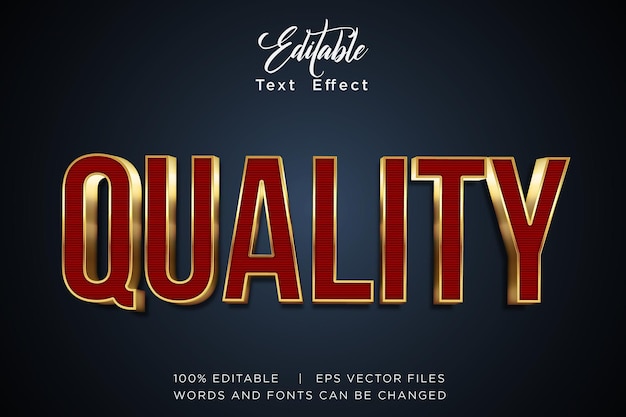 Editable
Text Effect
QUALITY
100% EDITABLE | EPS VECTOR FILES
WORDS AND FONTS CAN BE CHANGED